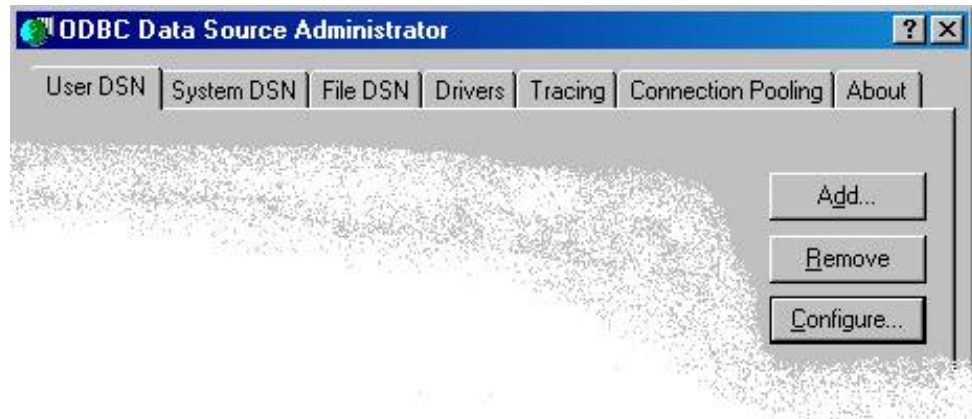 ODBC Data Source Administrator
User DSN System DSN File DSN Drivers Tracing Connection Pooling About
Add...
Remove
Configure...